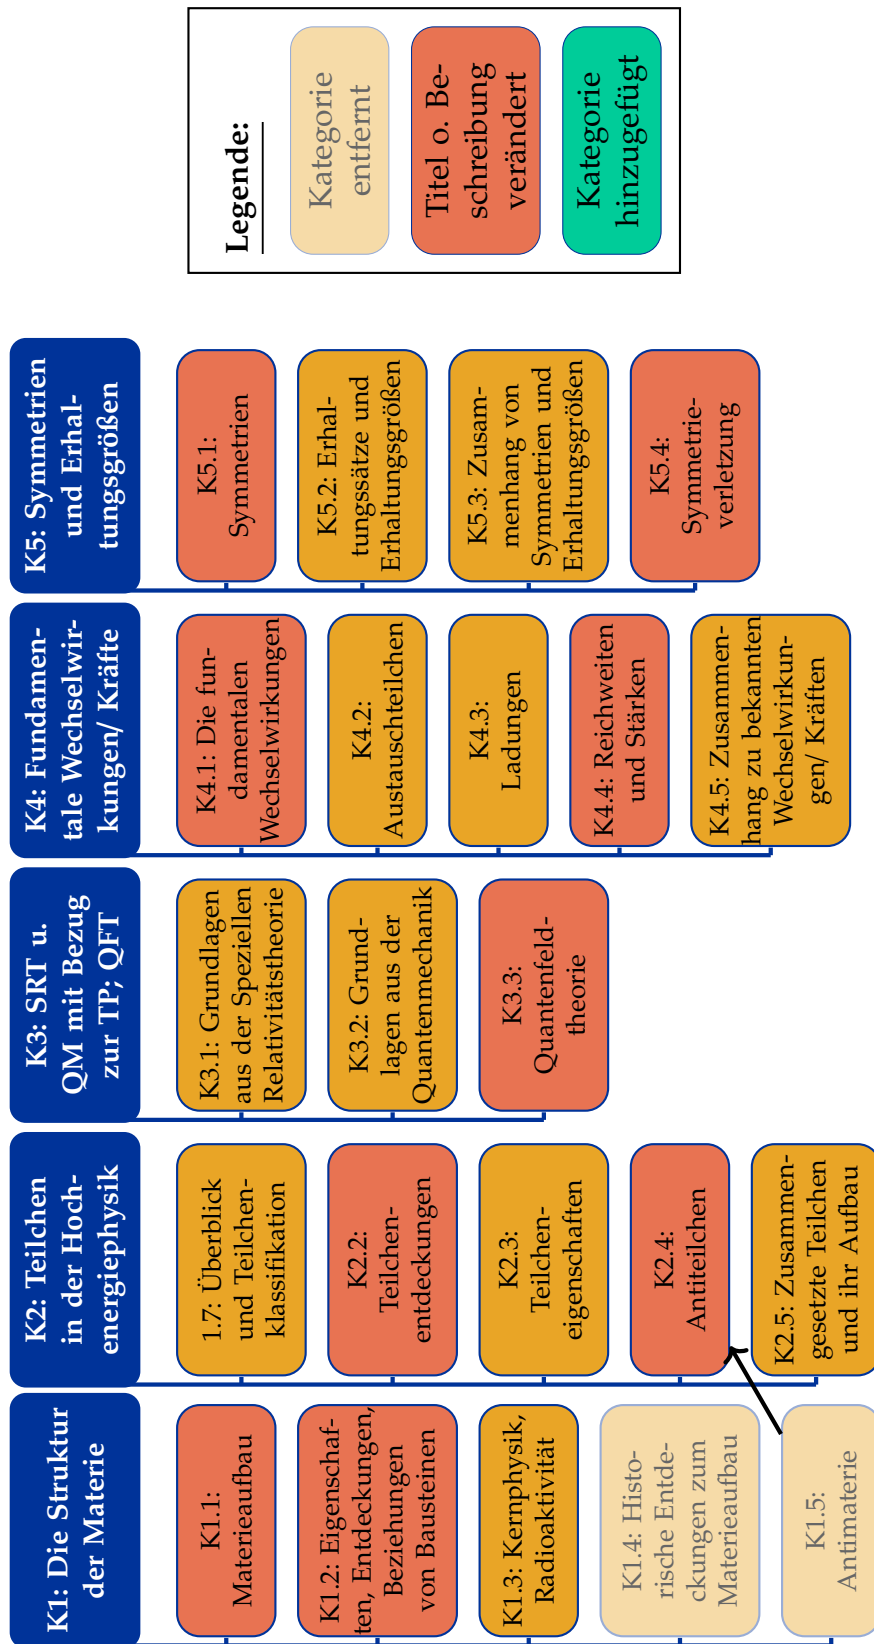 K1: Die Struktur
der Materie
K1.1:
Materieaufbau
K1.2: Eigenschaf-
ten, Entdeckungen,
Beziehungen
von Bausteinen
K1.3: Kernphysik,
Radioaktivität
K1.4: Histo-
rische Entde-
ckungen zum
Materieaufbau
K1.5:
Antimaterie
K2: Teilchen
in der Hoch-
energiephysik
1.7: Überblick
und Teilchen-
klassifikation
K2.2:
Teilchen-
entdeckungen
K2.3:
Teilchen-
eigenschaften
K2.4:
Antiteilchen
K2.5: Zusammen-
gesetzte Teilchen
und ihr Aufbau
K3: SRT u.
QM mit Bezug
zur TP; QFT
K3.1: Grundlagen
aus der Speziellen
Relativitätstheorie
K3.2: Grund-
lagen aus der
Quantenmechanik
K3.3:
Quantenfeld-
theorie
K4: Fundamen-
tale Wechselwir-
kungen/ Kräfte
K4.1: Die fun-
damentalen
Wechselwirkungen
K4.2:
Austauschteilchen
K4.3:
Ladungen
K4.4: Reichweiten
und Stärken
K4.5: Zusammen-
hang zu bekannten
Wechselwirkun-
gen/ Kräften
K5: Symmetrien
und Erhal-
tungsgrößen
K5.1:
Symmetrien
K5.2: Erhal-
tungssätze und
Erhaltungsgrößen
K5.3: Zusam-
menhang von
Symmetrien und
Erhaltungsgrößen
K5.4:
Symmetrie-
verletzung
Legende:
Kategorie
entfernt
Titel o. Be-
schreibung
verändert
Kategorie
hinzugefügt